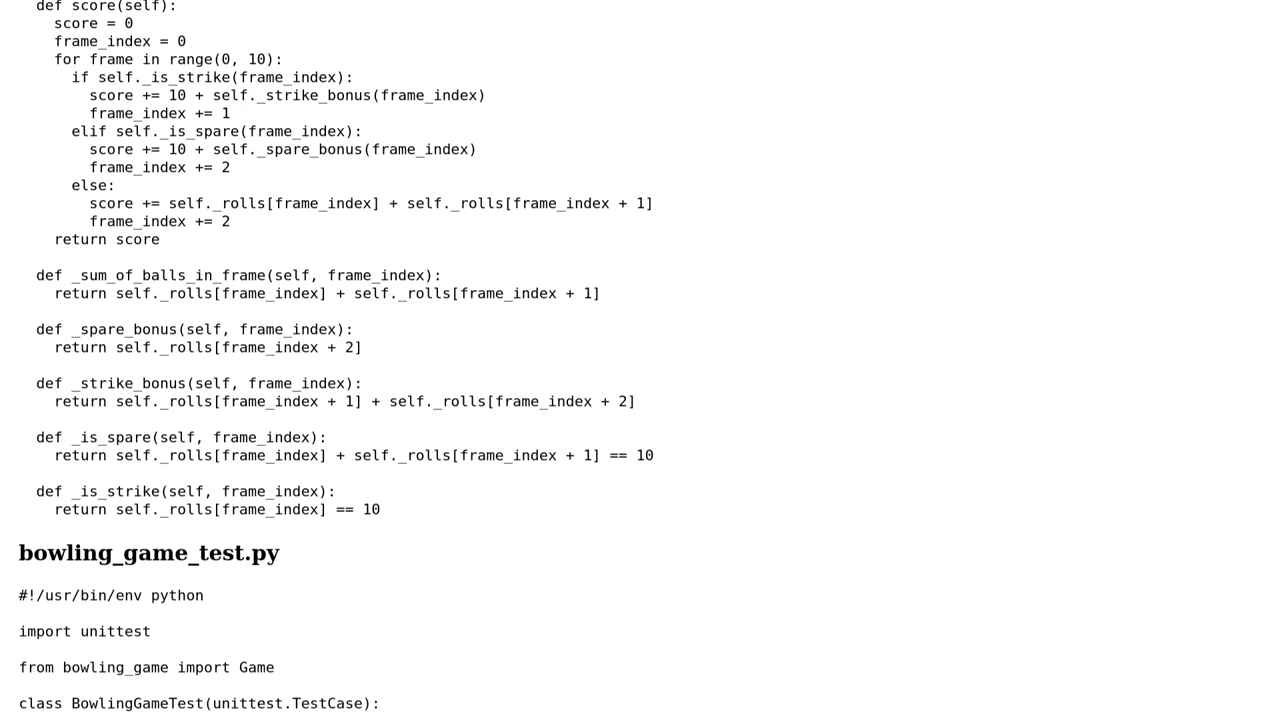 def score(self):
score = 0
frame_index = 0
for frame in range(0, 10):
if self._is_strike(frame_index):
score += 10 + self._strike_bonus(frame_index)
frame_index += 1
elif self._is_spare(frame_index):
score += 10 + self._spare_bonus(frame_index)
frame_index += 2
else:
score += self._rolls[frame_index] + self._rolls[frame_index + 1]
frame_index += 2
return score
def _sum_of_balls_in_frame(self, frame_index):
return self._rolls[frame_index] + self._rolls[frame_index + 1]
def _spare_bonus(self, frame_index):
return self._rolls[frame_index + 2]
def _strike_bonus(self, frame_index):
return self._rolls[frame_index + 1] + self._rolls[frame_index + 2]
def _is_spare(self, frame_index):
return self._rolls[frame_index] + self._rolls[frame_index + 1] == 10
def _is_strike(self, frame_index):
return self._rolls[frame_index] == 10
bowling_game_test.py
#!/usr/bin/env python
import unittest
from bowling_game import Game
class BowlingGameTest(unittest.TestCase):